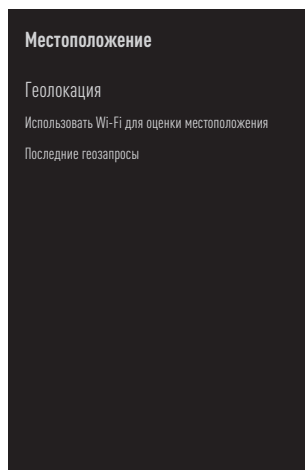 Местоположение
Геолокация
Использовать Wi-Fi для оценки местоположения
Последние геозапросы